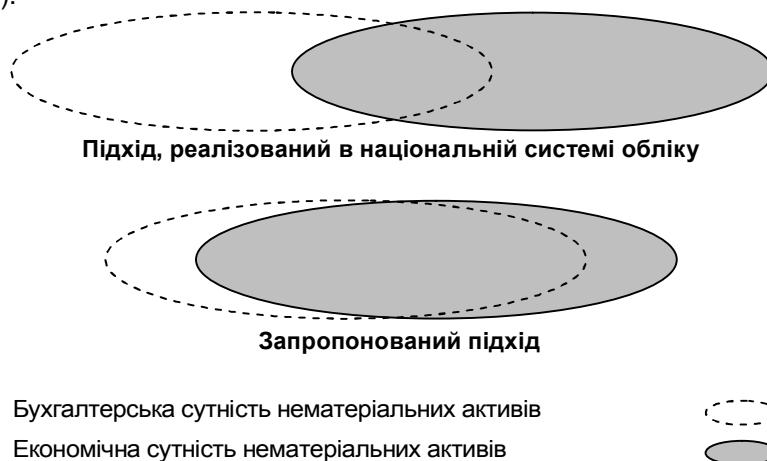 ).
Підхід, реалізований в національній системі обліку
Запропонований підхід
Бухгалтерська сутність нематеріальних активів
Економічна сутність нематеріальних активів